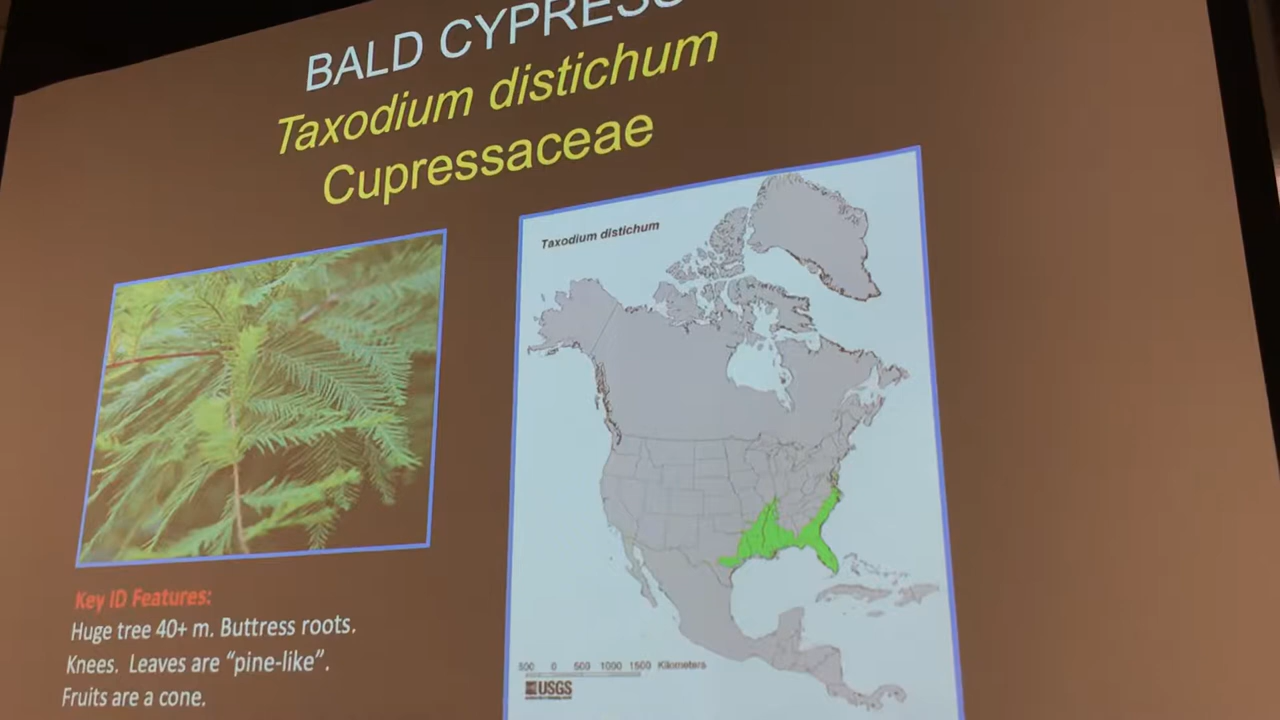 BALD CYPRESS
Taxodium distichum
Cupressaceae
Taxodium distichum
Key ID Features:
Huge tree 40+ m. Buttress roots.
Knees. Leaves are “pine-like”.
Fruits are a cone.
500 0 500 1000 1500 Kilometers
USGS